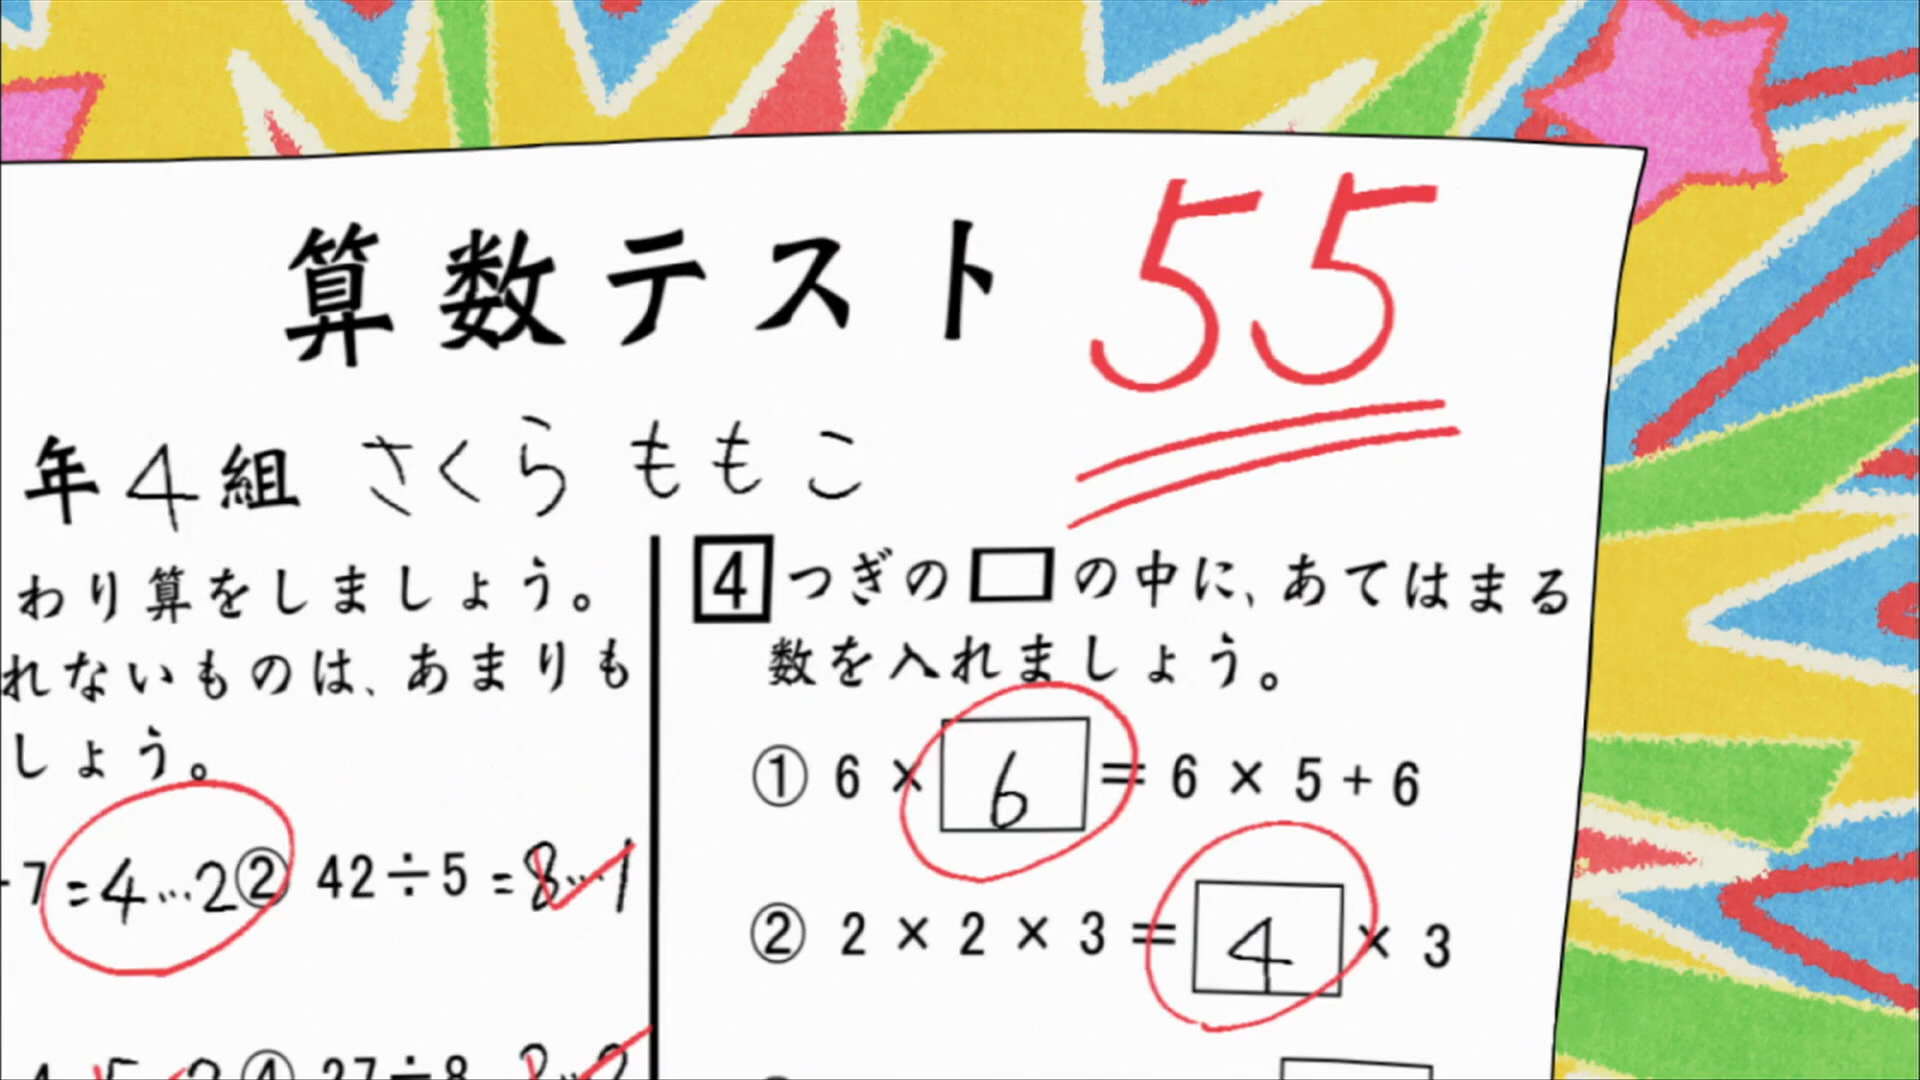 算数テスト 55
年4組 さくらももこ
わり算をしましょう。
れないものは、あまりも
しょう。
7=4…2 ② 42÷5=8…1
④ 27÷8
4 つぎの□の中に、あてはまる
数を入れましょう。
① 6×6=6×5+6
② 2×2×3=4×3